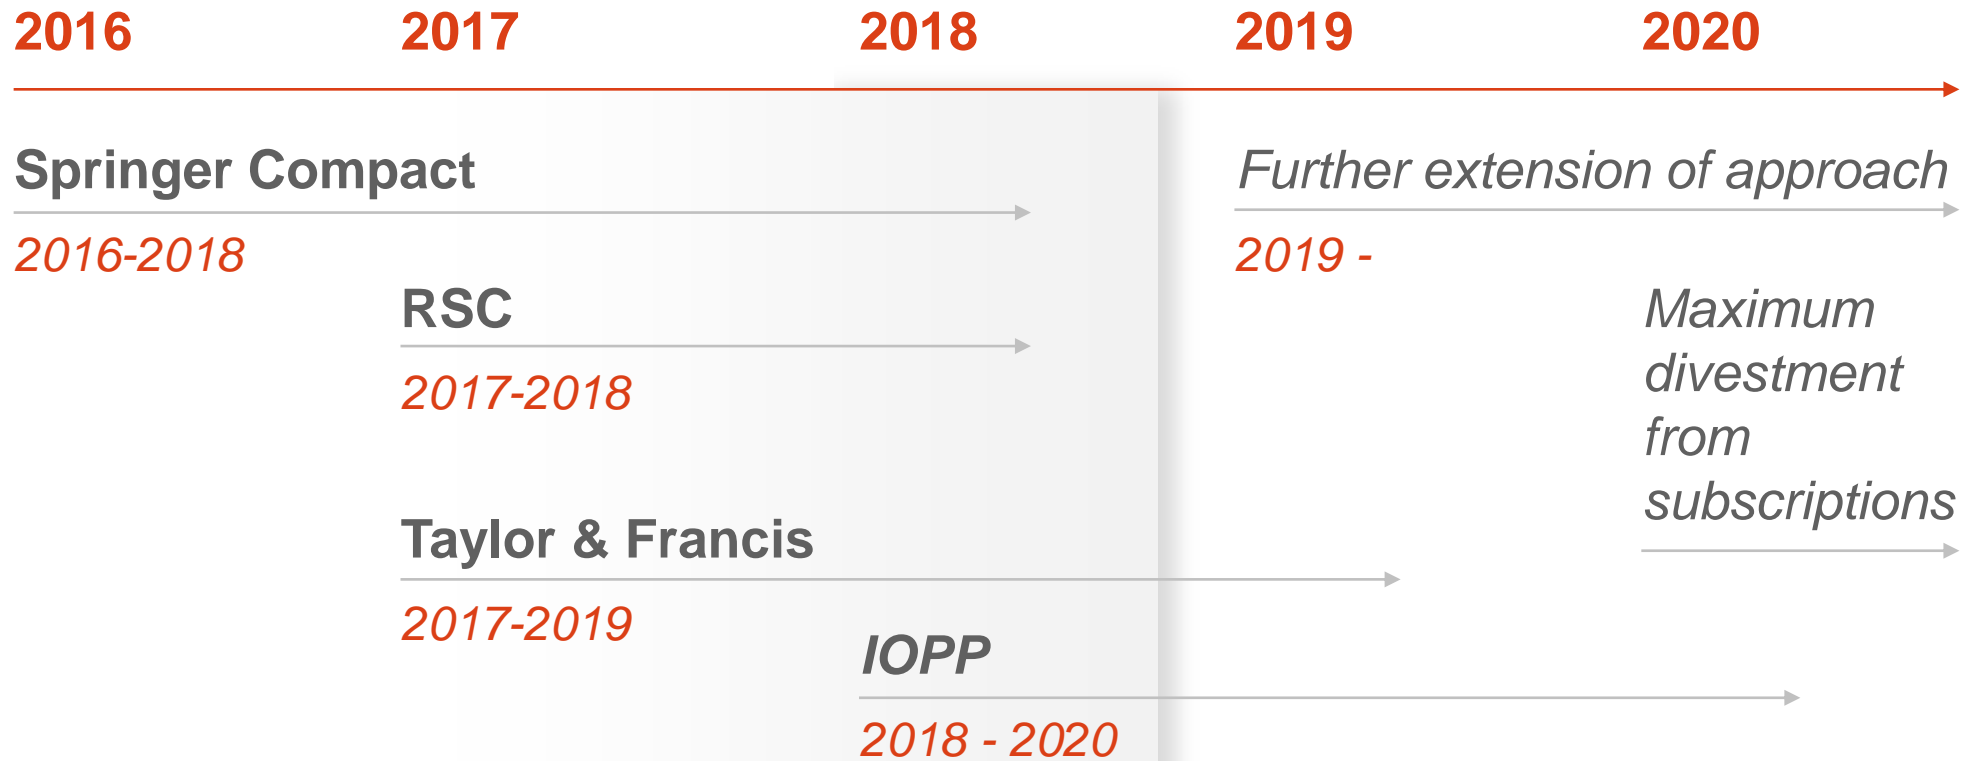 2016 2017 2018 2019 2020
Springer Compact
2016-2018
Further extension of approach
2019 -
RSC
2017-2018
Maximum
divestment
from
subscriptions
Taylor & Francis
2017-2019
IOPP
2018 - 2020